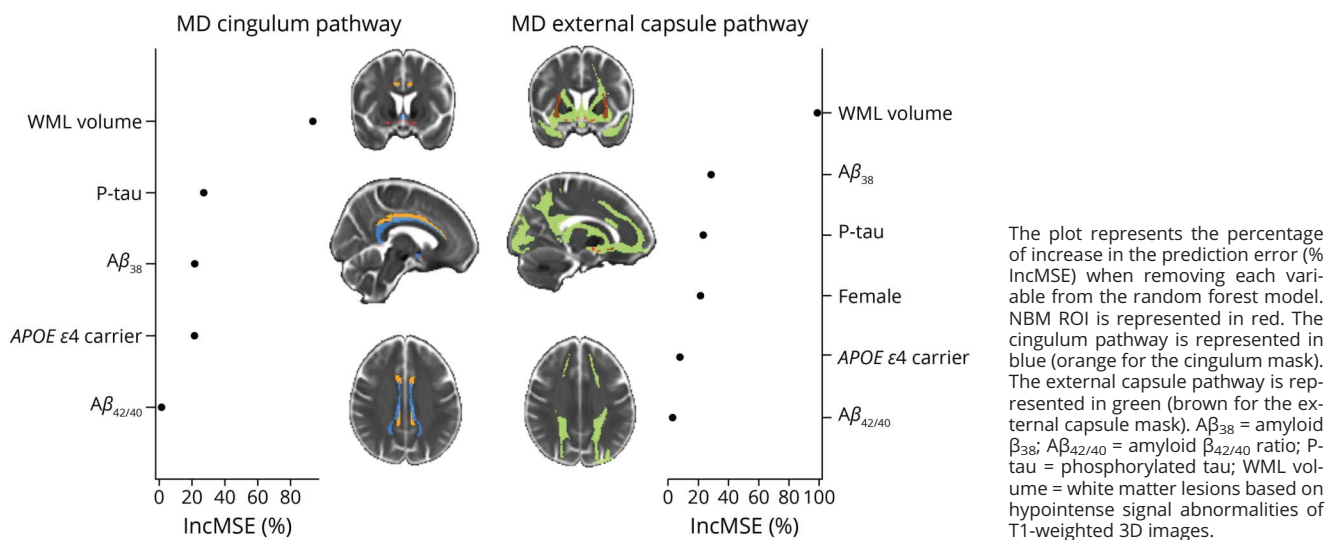 MD cingulum pathway
WML volume
P-tau
Aβ38
APOE ε4 carrier
Aβ42/40
0 20 40 60 80
IncMSE (%)
MD external capsule pathway
WML volume
Aβ38
P-tau
Female
APOE ε4 carrier
Aβ42/40
0 20 40 60 80 100
IncMSE (%)
The plot represents the percentage
of increase in the prediction error (%
IncMSE) when removing each vari-
able from the random forest model.
NBM ROI is represented in red. The
cingulum pathway is represented in
blue (orange for the cingulum mask).
The external capsule pathway is rep-
resented in green (brown for the ex-
ternal capsule mask). Aβ38 = amyloid
β38; Aβ42/40 = amyloid β42/40 ratio; P-
tau = phosphorylated tau; WML vol-
ume = white matter lesions based on
hypointense signal abnormalities of
T1-weighted 3D images.